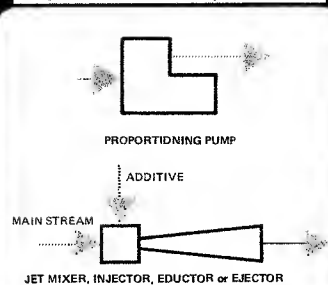 PROPORTIDNING PUMP
ADDITIVE
MAIN STREAM
JET MIXER, INJECTOR, EDUCTOR or EJECTOR